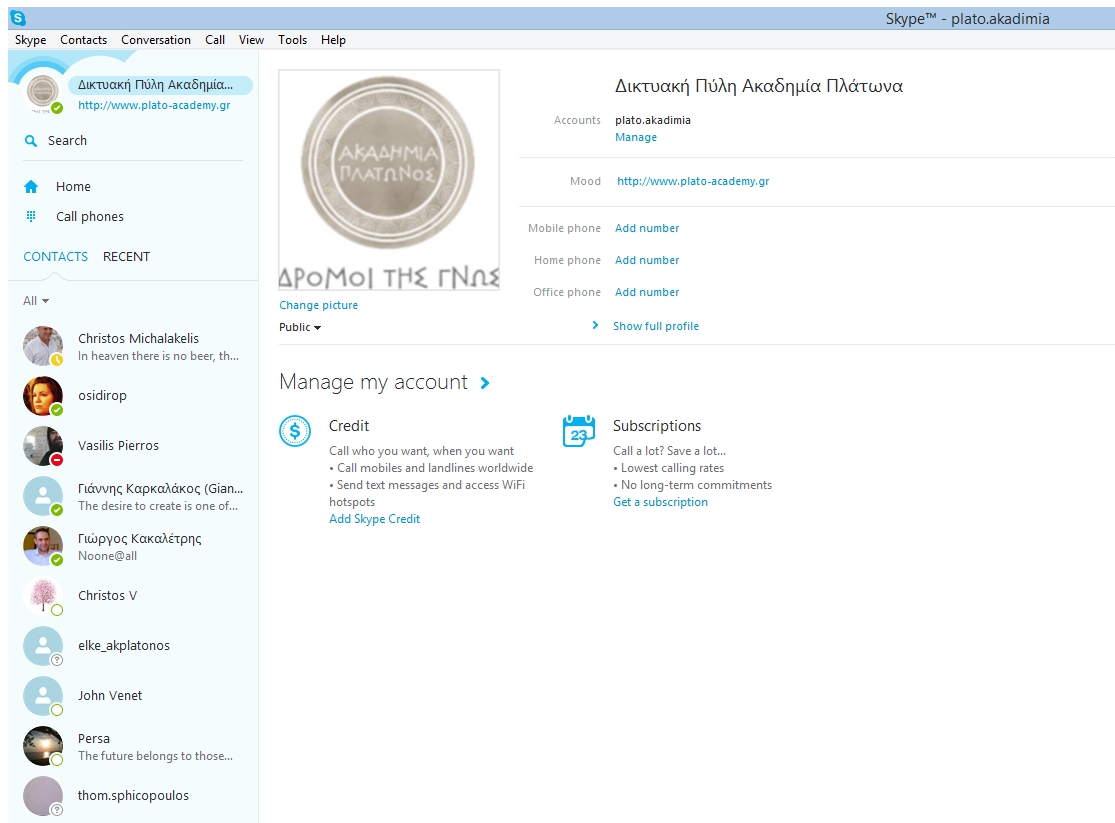 Skype™ - plato.akadimia
Skype Contacts Conversation Call View Tools Help
Δικτυακή Πύλη Ακαδημία...
http://www.plato-academy.gr
Search
Home
Call phones
CONTACTS RECENT
All
Christos Michalakelis
In heaven there is no beer, th...
osidirop
Vasilis Pierros
Γιάννης Καρκαλάκος (Gian...
The desire to create is one of...
Γιώργος Κακαλέτρης
Noone@all
Christos V
elke_akplatonos
John Venet
Persa
The future belongs to those...
thom.sphicopoulos
ΑΚΑΔΗΜΙΑ
ΠΛΑΤΩΝΟΣ
ΔΡΟΜΟΙ ΤΗΣ ΓΝΩΣ
Change picture
Public
Δικτυακή Πύλη Ακαδημία Πλάτωνα
Accounts plato.akadimia
Manage
Mood http://www.plato-academy.gr
Mobile phone Add number
Home phone Add number
Office phone Add number
Show full profile
Manage my account
Credit
Call who you want, when you want
• Call mobiles and landlines worldwide
• Send text messages and access WiFi
hotspots
Add Skype Credit
23
Subscriptions
Call a lot? Save a lot...
• Lowest calling rates
• No long-term commitments
Get a subscription